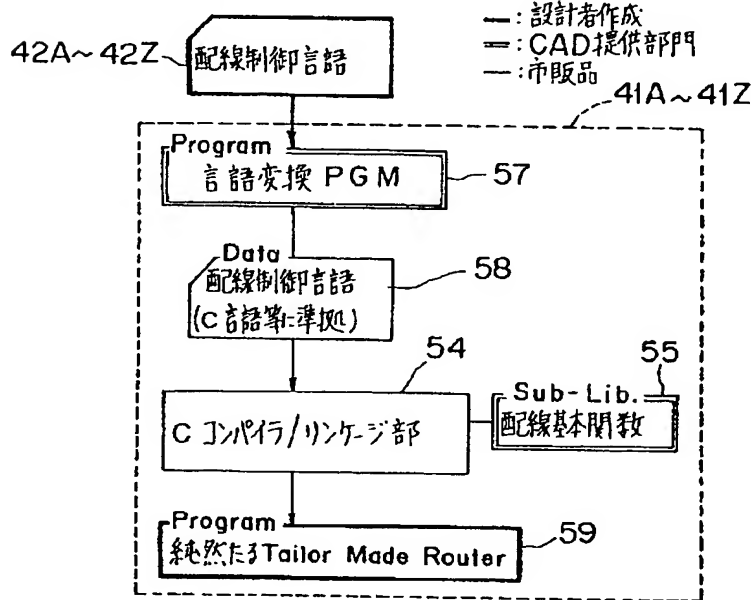 ━:設計者作成
═:CAD提供部門
─:市販品
42A~42Z
配線制御言語
41A~41Z
Program
言語変換 PGM
57
Data
配線制御言語
(C言語等に準拠)
58
54
Cコンパイラ/リンケージ部
55
Sub-Lib.
配線基本関数
Program
純然たるTailor Made Router
59